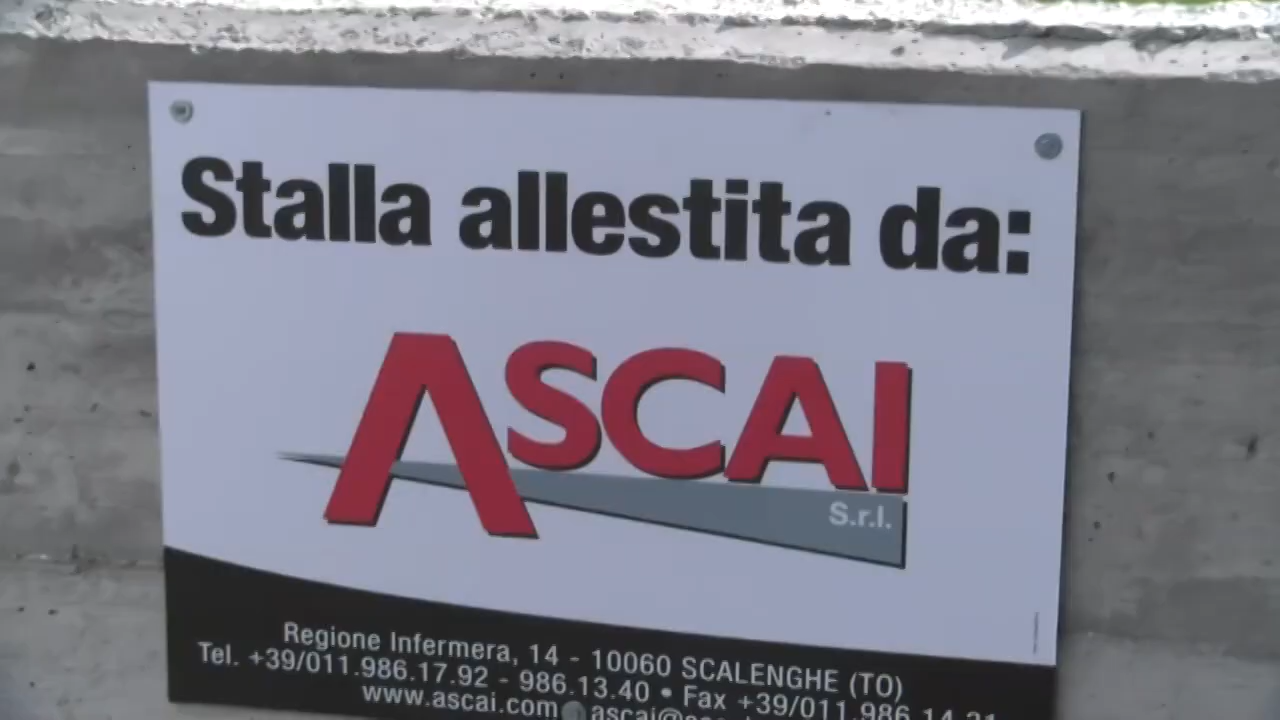 Stalla allestita da:
ASCAI
S.r.l.
Regione Infermera, 14 - 10060 SCALENGHE (TO)
Tel. +39/011.986.17.92 - 986.13.40 • Fax +39/011.986.14.21
www.ascai.com